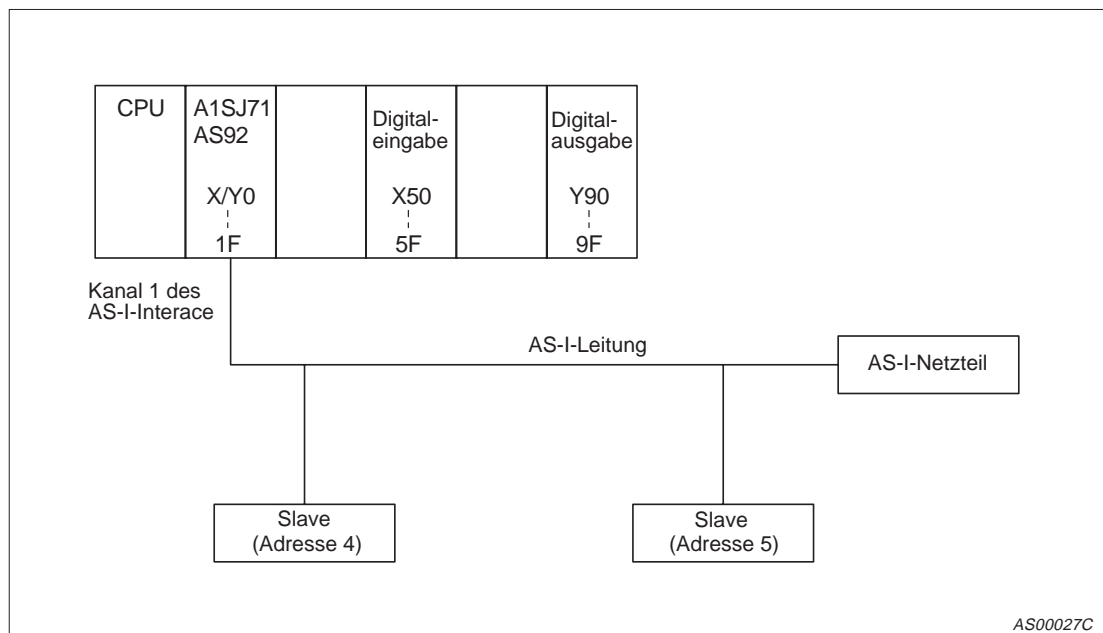 CPU
A1SJ71
AS92
X/Y0
1F
Digital-
eingabe
X50
5F
Digital-
ausgabe
Y90
9F
Kanal 1 des
AS-I-Interace
AS-I-Leitung
AS-I-Netzteil
Slave
(Adresse 4)
Slave
(Adresse 5)
AS00027C